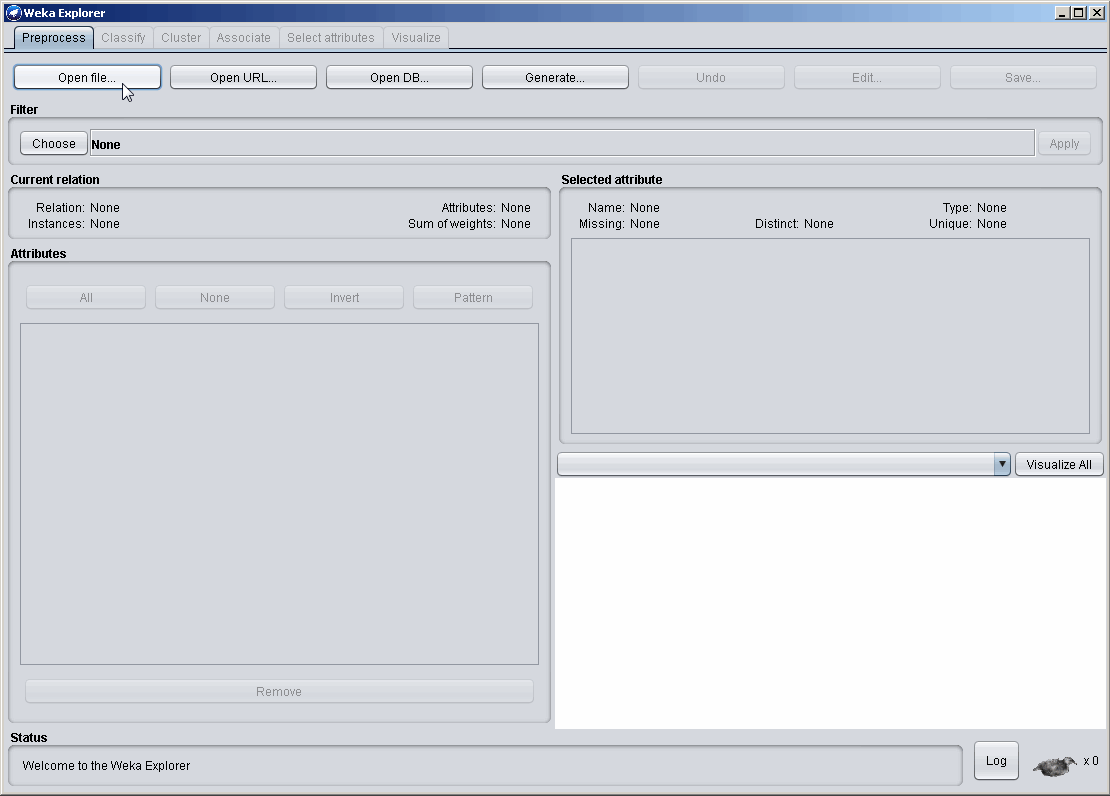 Weka Explorer
Preprocess Classify Cluster Associate Select attributes Visualize
Open file... Open URL... Open DB... Generate... Undo Edit... Save...
Filter
Choose None Apply
Current relation
Relation: None Attributes: None
Instances: None Sum of weights: None
Attributes
All None Invert Pattern
Remove
Selected attribute
Name: None Type: None
Missing: None Distinct: None Unique: None
Visualize All
Status
Welcome to the Weka Explorer
Log x 0